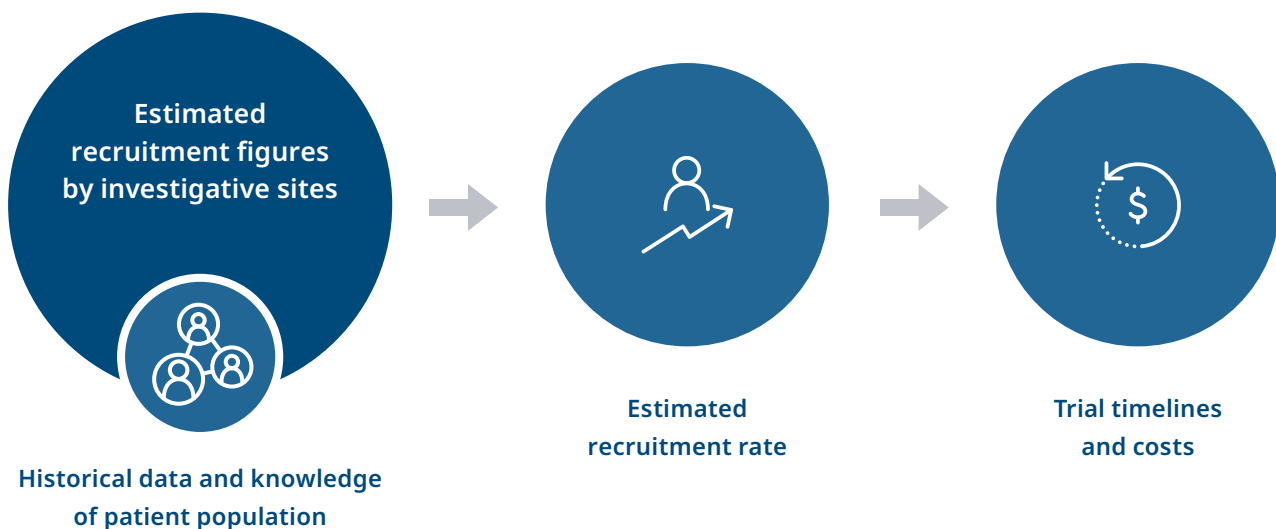 Estimated
recruitment figures
by investigative sites
Historical data and knowledge
of patient population
Estimated
recruitment rate
$
Trial timelines
and costs